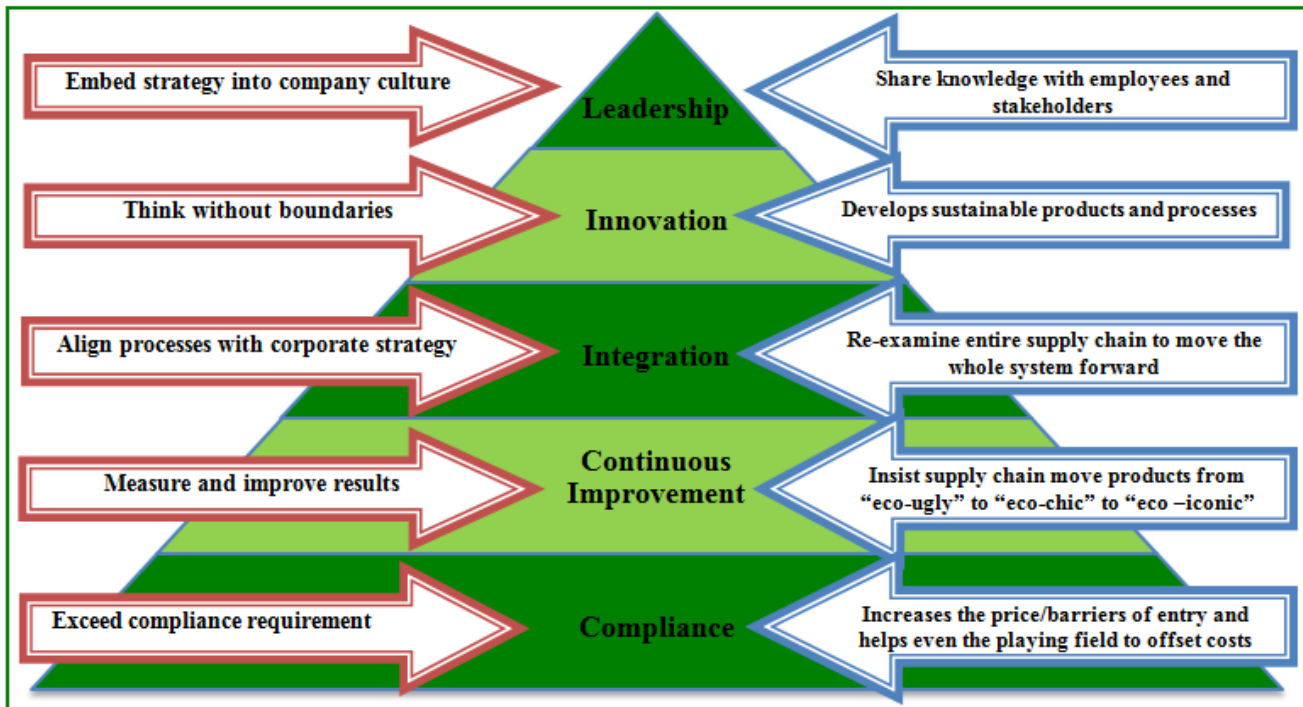 Embed strategy into company culture
Leadership
Share knowledge with employees and
stakeholders
Think without boundaries
Innovation
Develops sustainable products and processes
Align processes with corporate strategy
Integration
Re-examine entire supply chain to move the
whole system forward
Measure and improve results
Continuous
Improvement
Insist supply chain move products from
“eco-ugly” to “eco-chic” to “eco –iconic”
Exceed compliance requirement
Compliance
Increases the price/barriers of entry and
helps even the playing field to offset costs